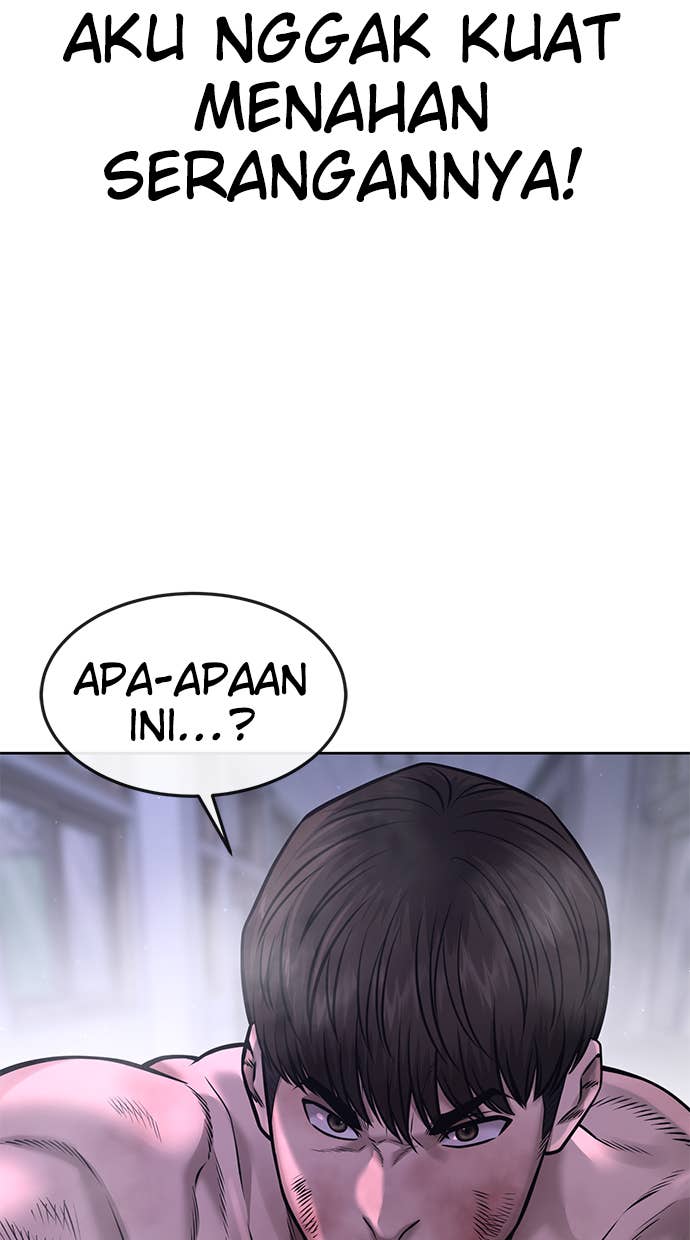 AKU NGGAK KUAT
MENAHAN
SERANGANNYA!
APA-APAAN
INI...?